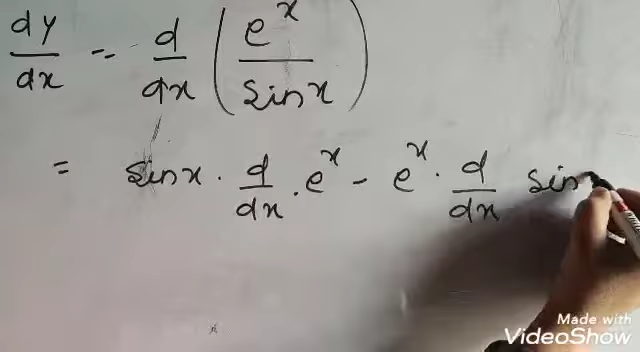 dy/dx = d/dx (e^x / sinx)
= sinx · d/dx · e^x − e^x · d/dx sin
Made with
VideoShow